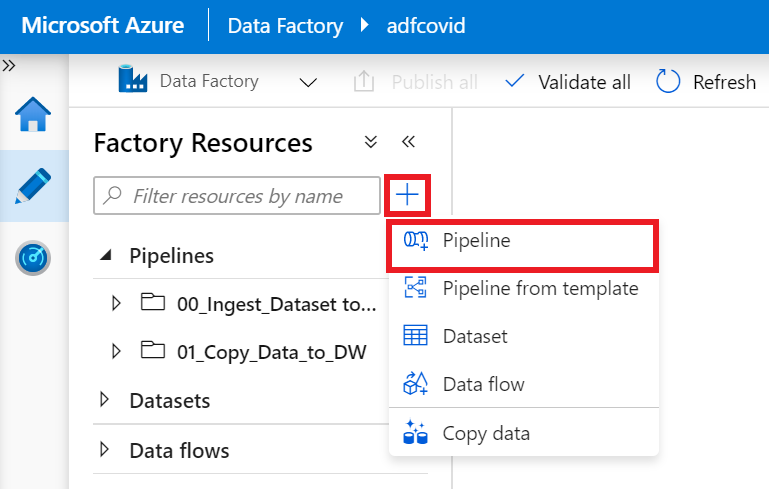 Microsoft Azure Data Factory adfcovid
Data Factory Publish all Validate all Refresh
Factory Resources
Filter resources by name
Pipeline
Pipelines
Pipeline from template
00_Ingest_Dataset to...
Dataset
01_Copy_Data_to_DW
Data flow
Datasets
Copy data
Data flows